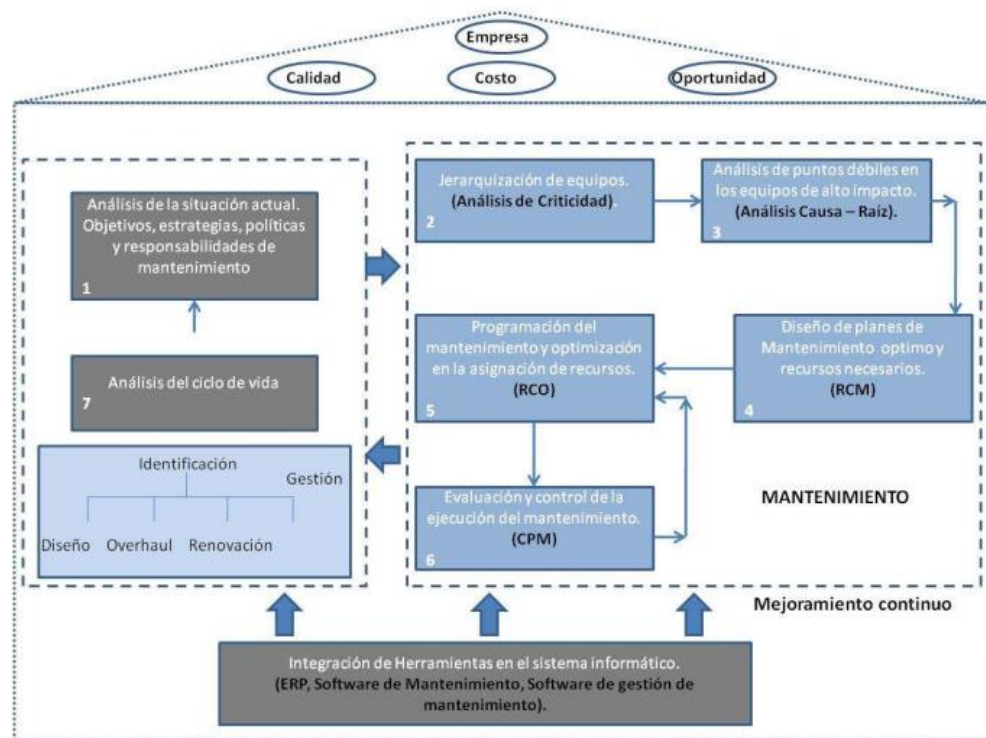 Empresa
Calidad
Costo
Oportunidad
Análisis de la situación actual.
Objetivos, estrategias, políticas
y responsabilidades de
mantenimiento
1
Análisis del ciclo de vida
7
Identificación
Gestión
Diseño
Overhaul
Renovación
Jerarquización de equipos.
(Análisis de Criticidad).
2
Análisis de puntos débiles en
los equipos de alto impacto.
(Análisis Causa – Raíz).
3
Diseño de planes de
Mantenimiento optimo y
recursos necesarios.
(RCM)
4
Programación del
mantenimiento y optimización
en la asignación de recursos.
(RCO)
5
Evaluación y control de la
ejecución del mantenimiento.
(CPM)
6
MANTENIMIENTO
Mejoramiento continuo
Integración de Herramientas en el sistema informático.
(ERP, Software de Mantenimiento, Software de gestión de
mantenimiento).